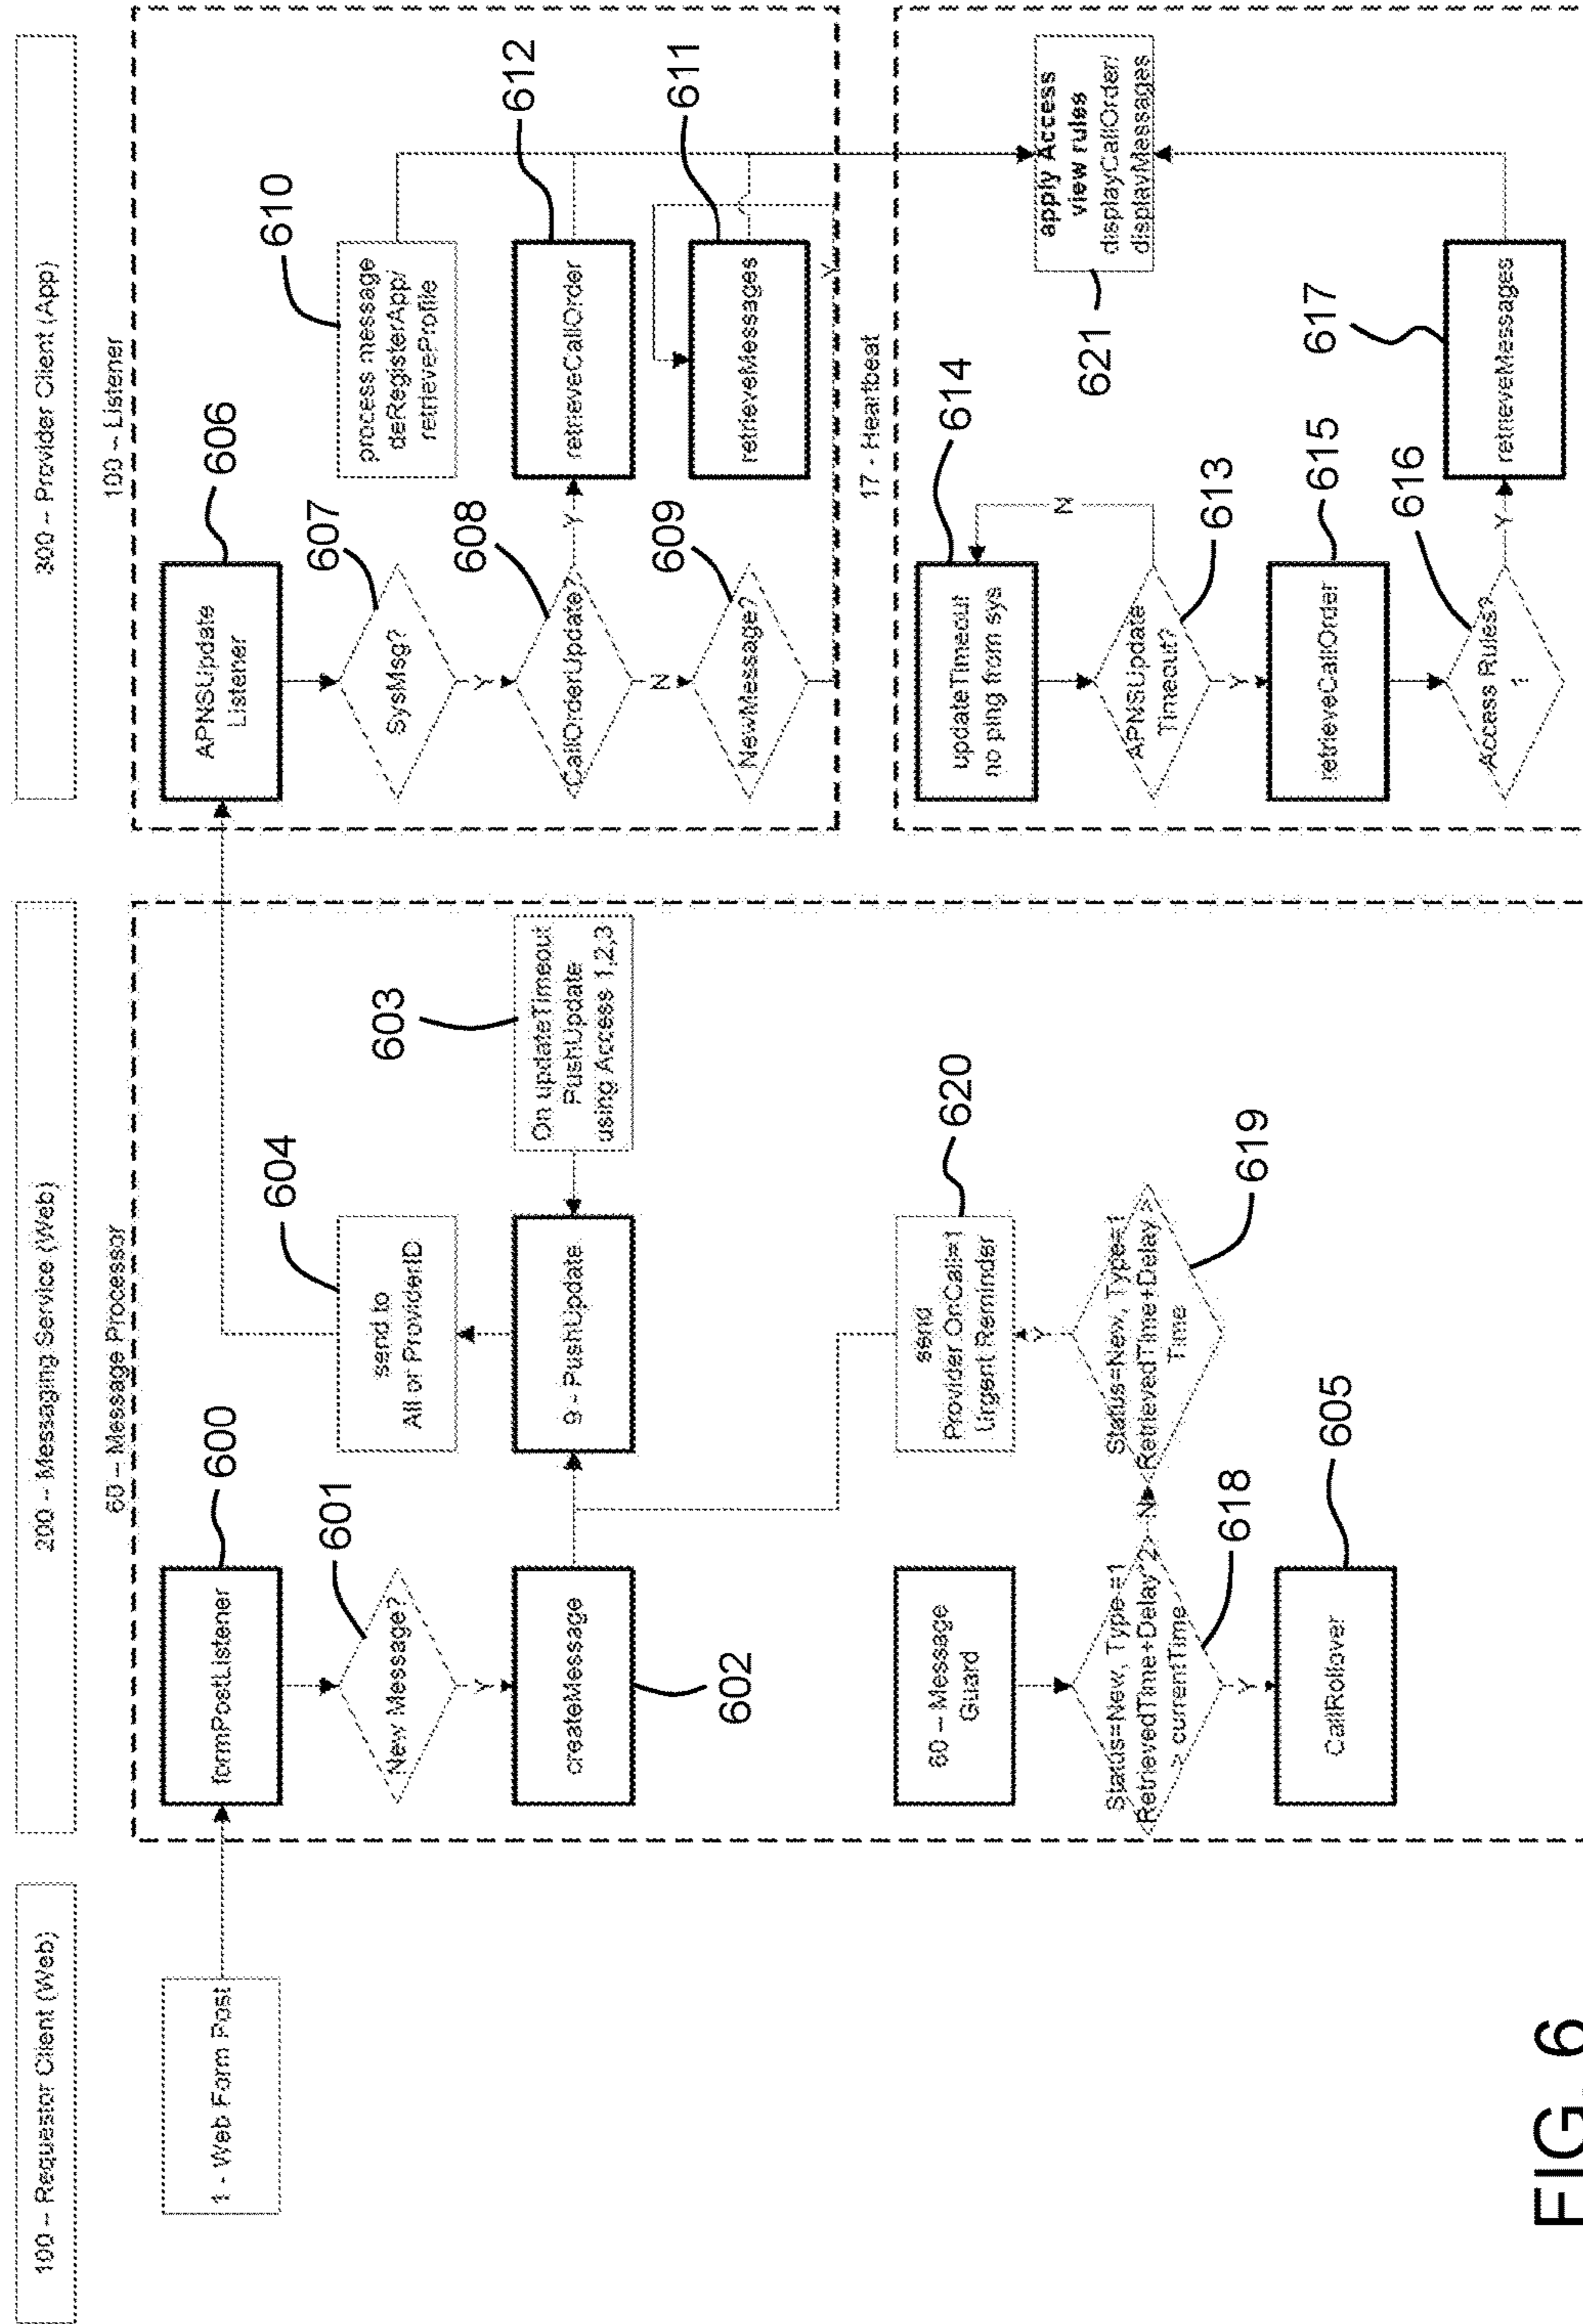 100 – Requestor Client (Web)
200 – Messaging Service (Web)
300 – Provider Client (App)
1 - Web Form Post
60 – Message Processor
formPostListener
600
New Message?
601
Y
createMessage
602
send to
All or ProviderID
604
9 - PushUpdate
On updateTimeout
PushUpdate
using Access 1,2,3
603
60 – Message
Guard
Status=New, Type=1
RetrievedTime+Delay*2
> currentTime
618
N
Y
CallRollover
605
Status=New, Type=1
RetrievedTime+Delay >
Time
619
Y
send
Provider OnCall=1
Urgent Reminder
620
100 – Listener
APNSUpdate
Listener
606
SysMsg?
607
Y
process message
deRegisterApp/
retrieveProfile
610
CallOrderUpdate?
608
Y
N
retrieveCallOrder
612
NewMessage?
609
Y
retrieveMessages
611
17 - Heartbeat
updateTimeout
no ping from sys
614
N
APNSUpdate
Timeout?
613
Y
retrieveCallOrder
615
Access Rules?
1
616
Y
retrieveMessages
617
apply Access
view rules
displayCallOrder/
displayMessages
621
FIG. 6